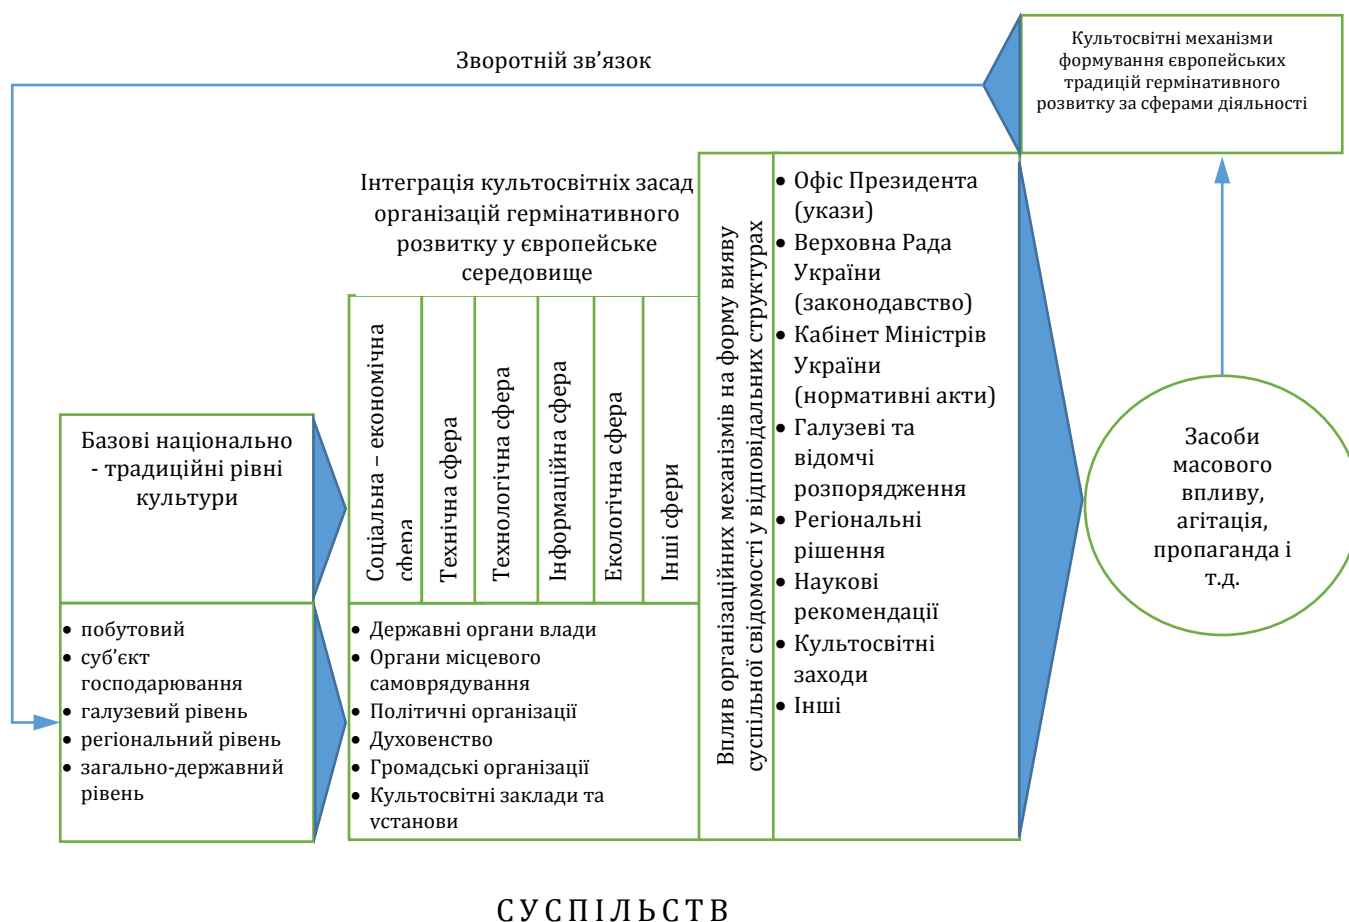 Зворотній зв’язок
Культосвітні механізми
формування європейських
традицій гермінативного
розвитку за сферами діяльності
Інтеграція культосвітніх засад
організацій гермінативного
розвитку у європейське
середовище
Базові національно
- традиційні рівні
культури
• побутовий
• суб’єкт
господарювання
• галузевий рівень
• регіональний рівень
• загально-державний
рівень
Соціальна – економічна
сфера
Технічна сфера
Технологічна сфера
Інформаційна сфера
Екологічна сфера
Інші сфери
• Державні органи влади
• Органи місцевого
самоврядування
• Політичні організації
• Духовенство
• Громадські організації
• Культосвітні заклади та
установи
Вплив організаційних механізмів на форму вияву
суспільної свідомості у відповідальних структурах
• Офіс Президента
(укази)
• Верховна Рада
України
(законодавство)
• Кабінет Міністрів
України
(нормативні акти)
• Галузеві та
відомчі
розпорядження
• Регіональні
рішення
• Наукові
рекомендації
• Культосвітні
заходи
• Інші
Засоби
масового
впливу,
агітація,
пропаганда і
т.д.
СУСПІЛЬСТВ